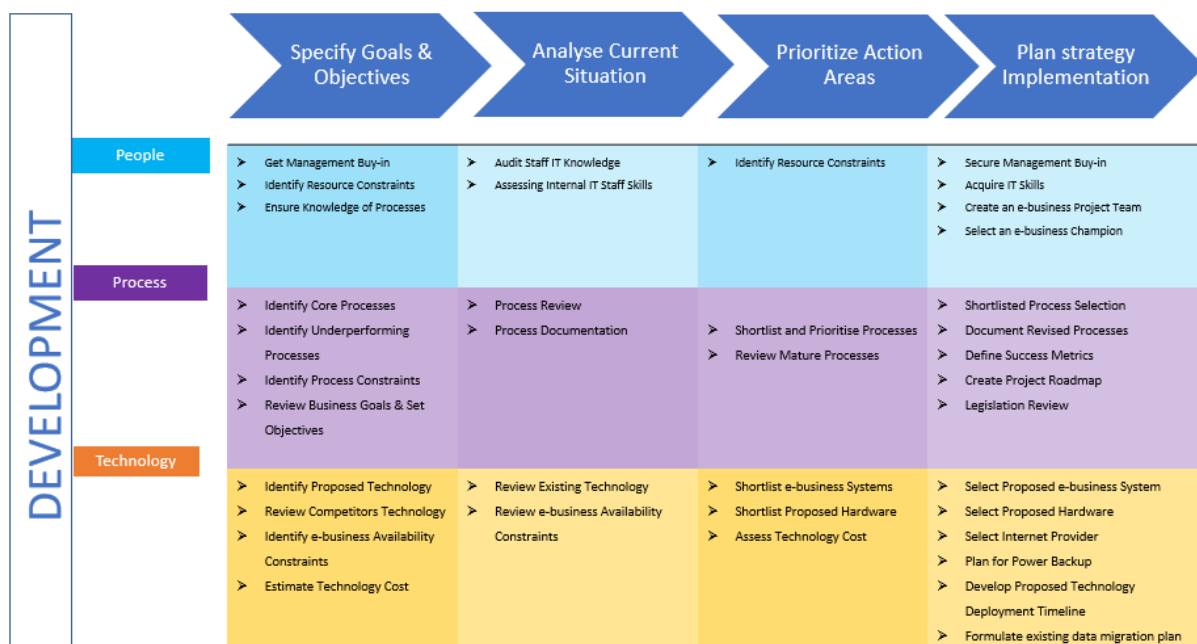 DEVELOPMENT
Specify Goals &
Objectives
Analyse Current
Situation
Prioritize Action
Areas
Plan strategy
Implementation
People
➤ Get Management Buy-in
➤ Identify Resource Constraints
➤ Ensure Knowledge of Processes
➤ Audit Staff IT Knowledge
➤ Assessing Internal IT Staff Skills
➤ Identify Resource Constraints
➤ Secure Management Buy-in
➤ Acquire IT Skills
➤ Create an e-business Project Team
➤ Select an e-business Champion
Process
➤ Identify Core Processes
➤ Identify Underperforming
Processes
➤ Identify Process Constraints
➤ Review Business Goals & Set
Objectives
➤ Process Review
➤ Process Documentation
➤ Shortlist and Prioritise Processes
➤ Review Mature Processes
➤ Shortlisted Process Selection
➤ Document Revised Processes
➤ Define Success Metrics
➤ Create Project Roadmap
➤ Legislation Review
Technology
➤ Identify Proposed Technology
➤ Review Competitors Technology
➤ Identify e-business Availability
Constraints
➤ Estimate Technology Cost
➤ Review Existing Technology
➤ Review e-business Availability
Constraints
➤ Shortlist e-business Systems
➤ Shortlist Proposed Hardware
➤ Assess Technology Cost
➤ Select Proposed e-business System
➤ Select Proposed Hardware
➤ Select Internet Provider
➤ Plan for Power Backup
➤ Develop Proposed Technology
Deployment Timeline
➤ Formulate existing data migration plan